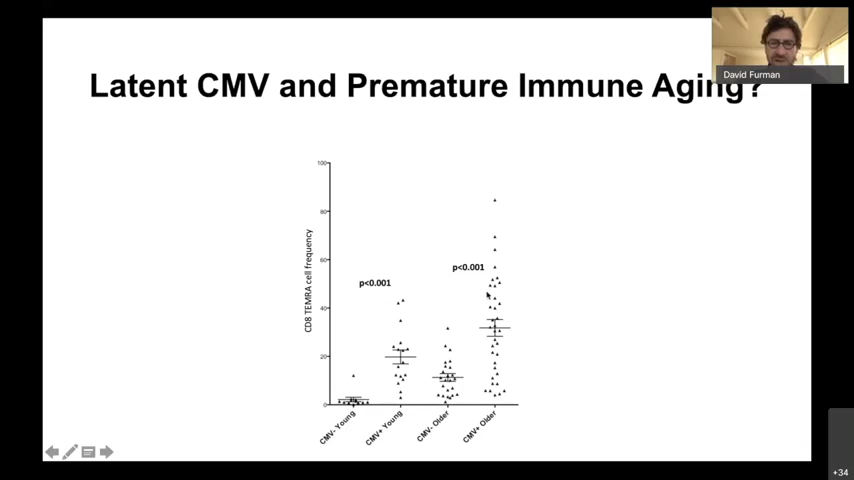 David Furman
Latent CMV and Premature Immune Aging?
100
80
60
40
20
0
CD8 TEMRA cell frequency
p<0.001
p<0.001
CMV- Young
CMV+ Young
CMV- Older
CMV+ Older
+34